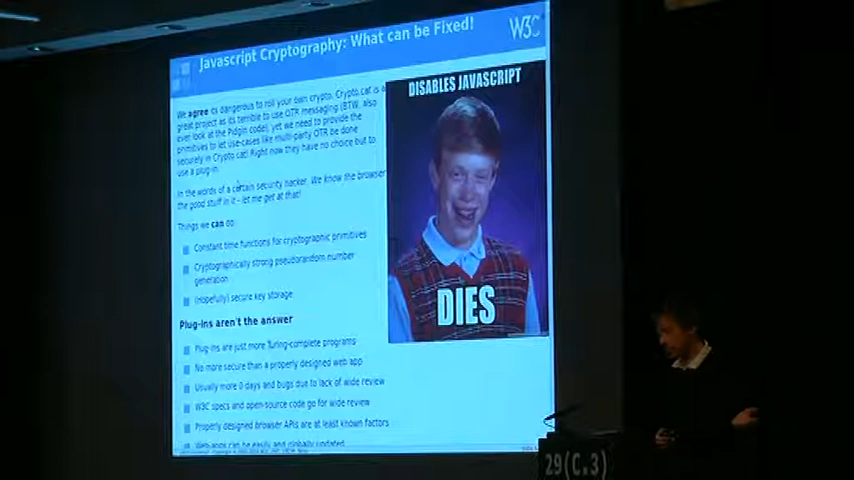 Javascript Cryptography: What can be Fixed!
W3C
We agree its dangerous to roll your own crypto. Crypto.cat is a
great project as its terrible to use OTR messaging (BTW, also
ever look at the Pidgin code), yet we need to provide the
primitives to let use-cases like multi-party OTR be done
securely in Crypto cat! Right now they have no choice but to
use a plug-in.
In the words of a certain security hacker. We know the browser
the good stuff in it - let me get at that!
Things we can do:
Constant time functions for cryptographic primitives
Cryptographically strong pseudorandom number
generation
(Hopefully) secure key storage
Plug-ins aren't the answer
Plug-ins are just more Turing-complete programs
No more secure than a properly designed web app
Usually more 0 days and bugs due to lack of wide review
W3C specs and open-source code go for wide review
Properly designed browser APIs are at least known factors
Web apps can be easily and globally updated
DISABLES JAVASCRIPT
DIES
29(C.3)